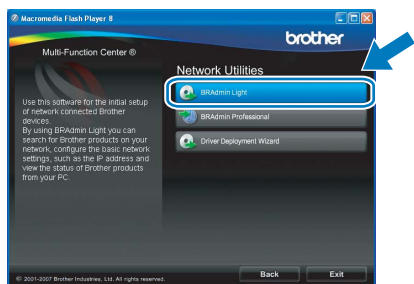 Macromedia Flash Player 8
brother
Multi-Function Center ®
Network Utilities
BRAdmin Light
BRAdmin Professional
Driver Deployment Wizard
Use this software for the initial setup
of network connected Brother
devices.
By using BRAdmin Light you can
search for Brother products on your
network, configure the basic network
settings, such as the IP address and
view the status of Brother products
from your PC.
© 2001-2007 Brother Industries, Ltd. All rights reserved.
Back
Exit